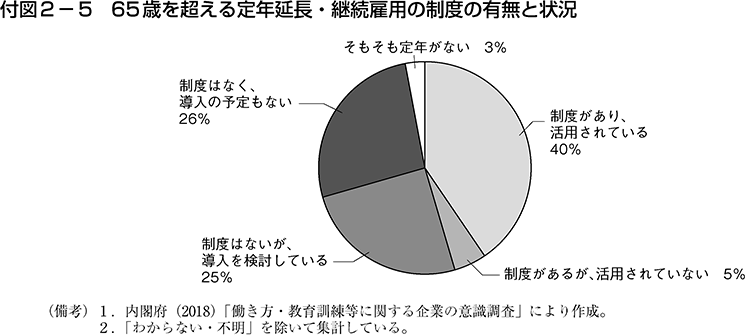 付図２−５　65歳を超える定年延長・継続雇用の制度の有無と状況
そもそも定年がない　3%
制度はなく、
導入の予定もない
26%
制度があり、
活用されている
40%
制度はないが、
導入を検討している
25%
制度があるが、活用されていない　5%
（備考）１．内閣府（2018）「働き方・教育訓練等に関する企業の意識調査」により作成。
２．「わからない・不明」を除いて集計している。